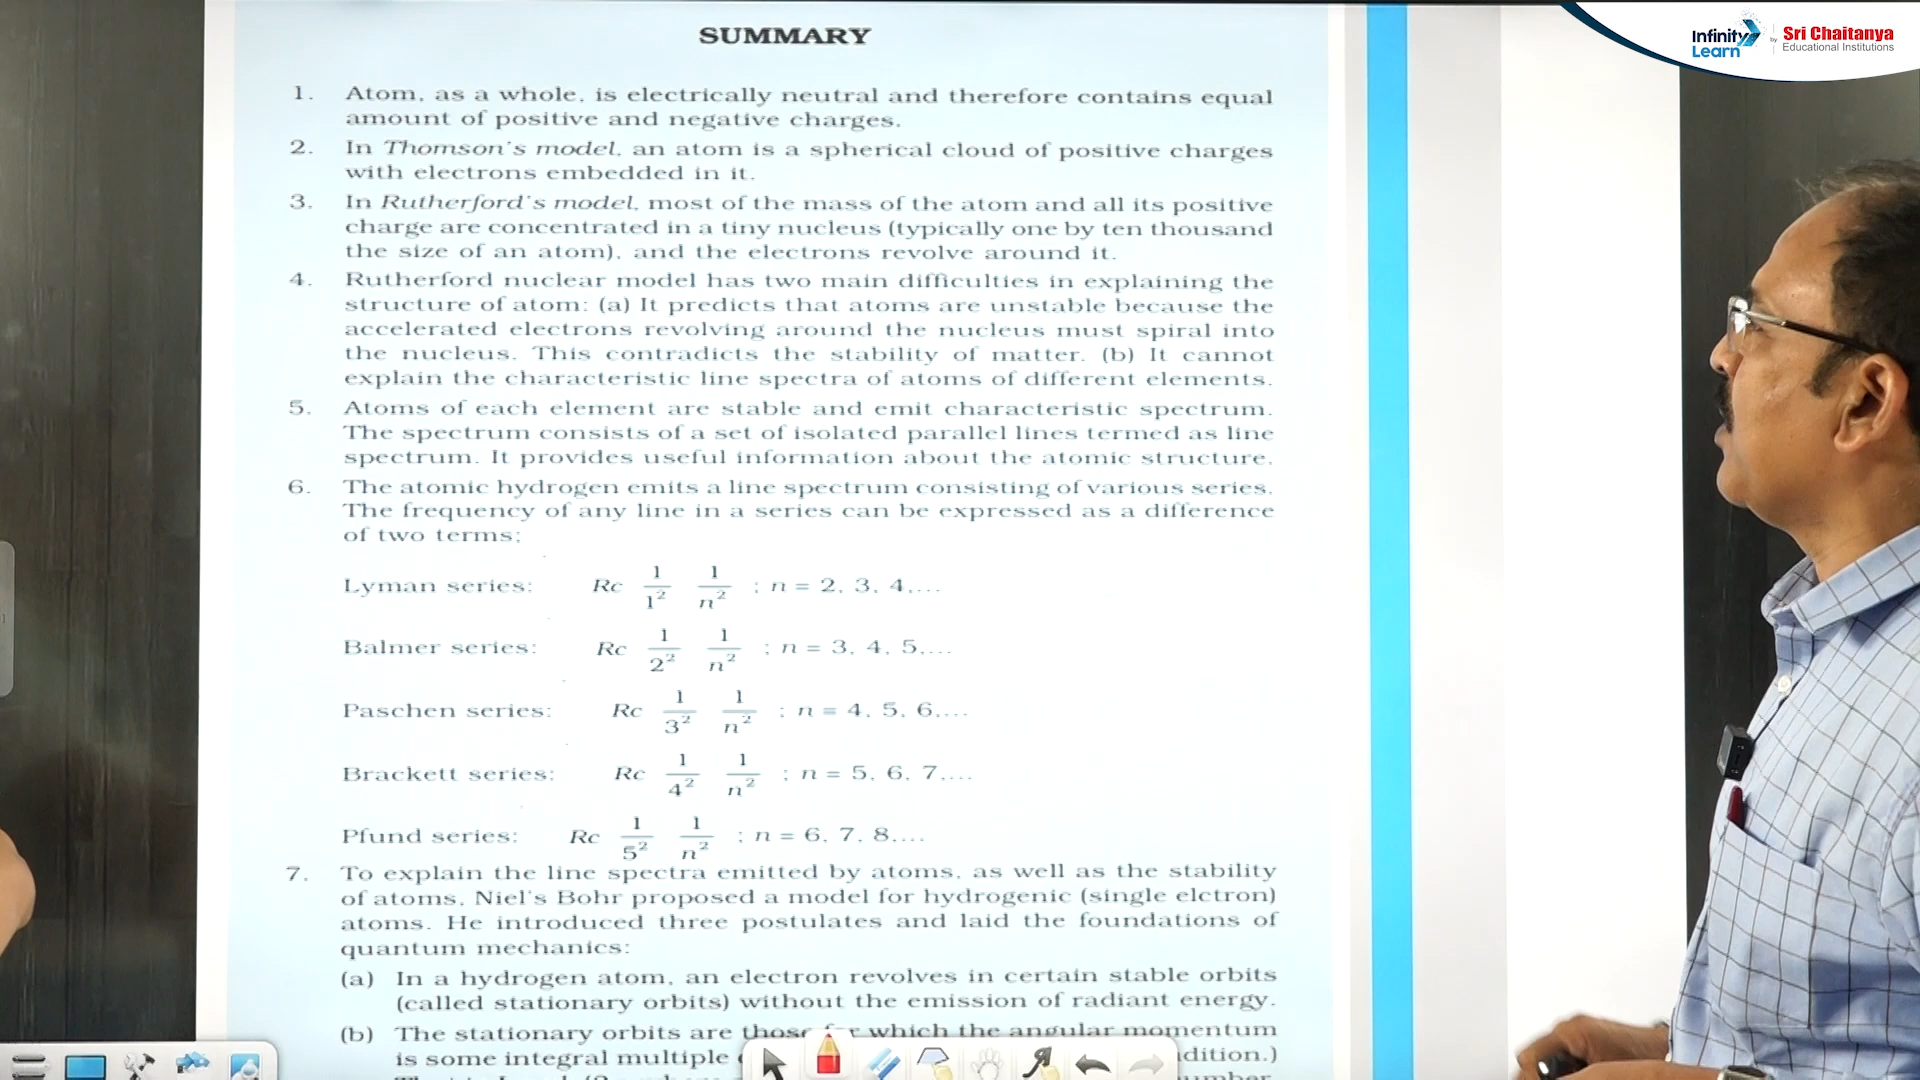 SUMMARY
1. Atom, as a whole, is electrically neutral and therefore contains equal
amount of positive and negative charges.
2. In Thomson's model, an atom is a spherical cloud of positive charges
with electrons embedded in it.
3. In Rutherford's model, most of the mass of the atom and all its positive
charge are concentrated in a tiny nucleus (typically one by ten thousand
the size of an atom), and the electrons revolve around it.
4. Rutherford nuclear model has two main difficulties in explaining the
structure of atom: (a) It predicts that atoms are unstable because the
accelerated electrons revolving around the nucleus must spiral into
the nucleus. This contradicts the stability of matter. (b) It cannot
explain the characteristic line spectra of atoms of different elements.
5. Atoms of each element are stable and emit characteristic spectrum.
The spectrum consists of a set of isolated parallel lines termed as line
spectrum. It provides useful information about the atomic structure.
6. The atomic hydrogen emits a line spectrum consisting of various series.
The frequency of any line in a series can be expressed as a difference
of two terms;
Lyman series: Rc 1/1² 1/n² ; n = 2, 3, 4,...
Balmer series: Rc 1/2² 1/n² ; n = 3, 4, 5,...
Paschen series: Rc 1/3² 1/n² ; n = 4, 5, 6,...
Brackett series: Rc 1/4² 1/n² ; n = 5, 6, 7,...
Pfund series: Rc 1/5² 1/n² ; n = 6, 7, 8,...
7. To explain the line spectra emitted by atoms, as well as the stability
of atoms, Niel's Bohr proposed a model for hydrogenic (single elctron)
atoms. He introduced three postulates and laid the foundations of
quantum mechanics:
(a) In a hydrogen atom, an electron revolves in certain stable orbits
(called stationary orbits) without the emission of radiant energy.
(b) The stationary orbits are those for which the angular momentum
is some integral multiple dition.)
Infinity Learn by Sri Chaitanya
Educational Institutions